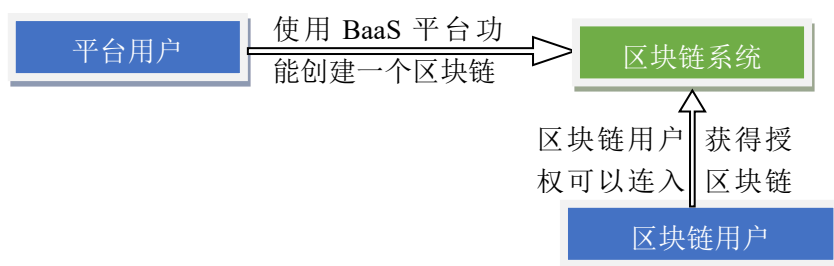 平台用户
使用 BaaS 平台功
能创建一个区块链
区块链系统
区块链用户 获得授
权可以连入 区块链
区块链用户